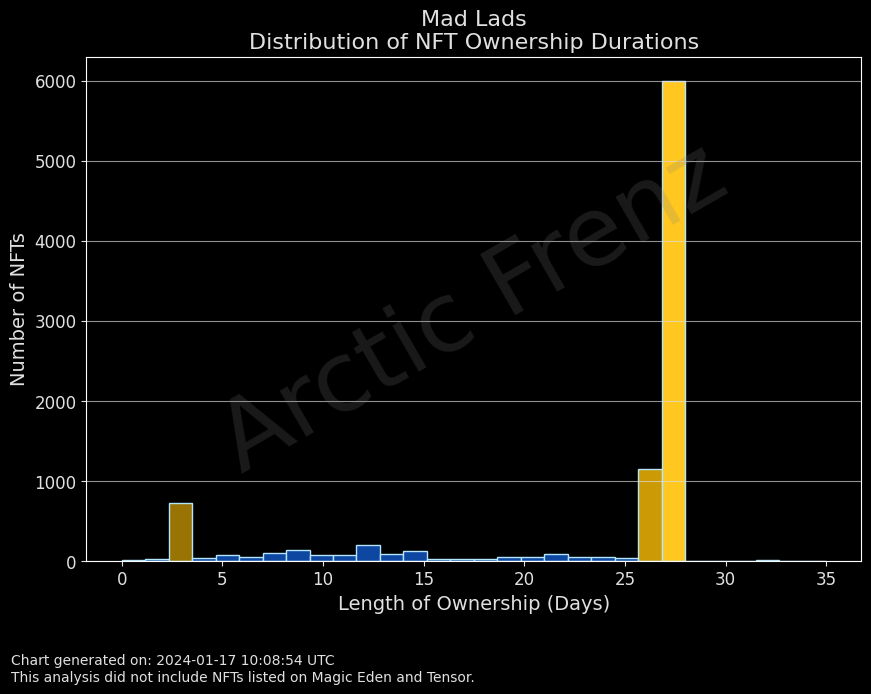 Mad Lads
Distribution of NFT Ownership Durations
Number of NFTs
6000
5000
4000
3000
2000
1000
0
Arctic Frenz
0 5 10 15 20 25 30 35
Length of Ownership (Days)
Chart generated on: 2024-01-17 10:08:54 UTC
This analysis did not include NFTs listed on Magic Eden and Tensor.